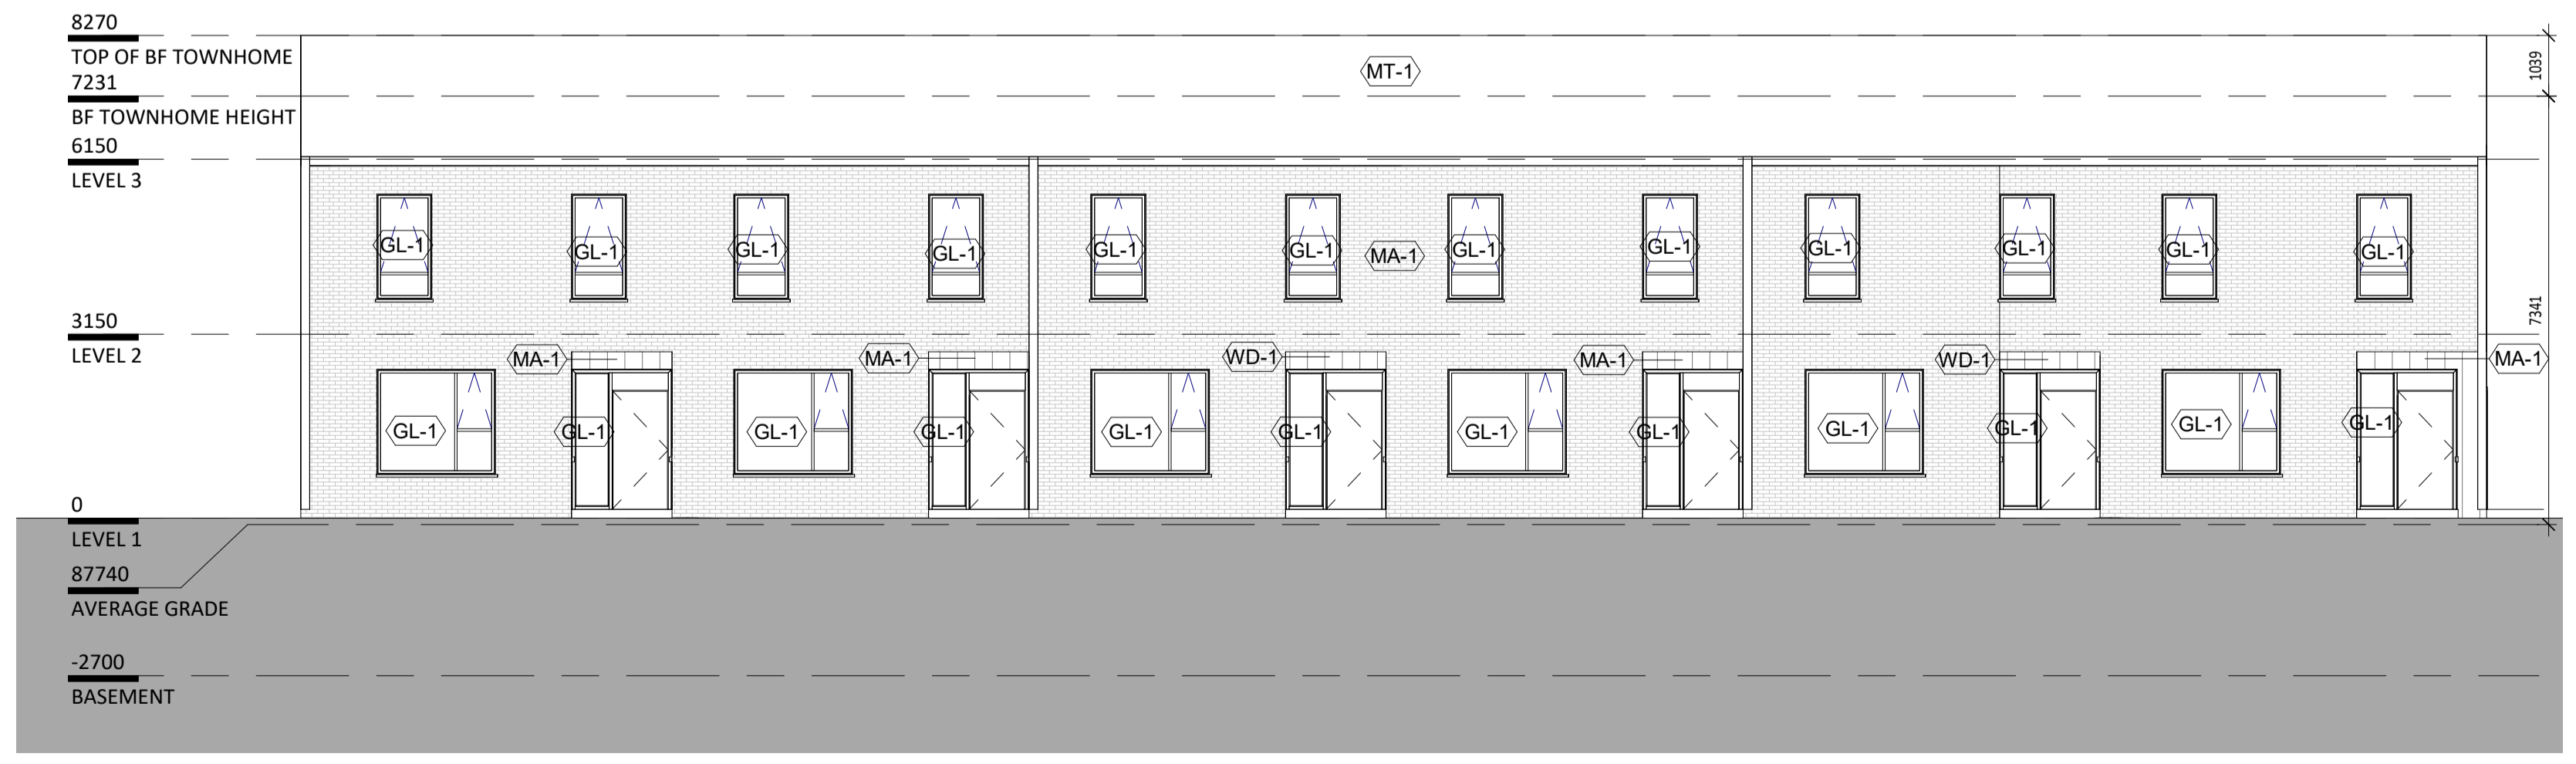 8270
TOP OF BF TOWNHOME
MT-1
1039
7231
BF TOWNHOME HEIGHT
6150
LEVEL 3
GL-1 GL-1 GL-1 GL-1 GL-1 GL-1 MA-1 GL-1 GL-1 GL-1 GL-1 GL-1 GL-1
7341
3150
LEVEL 2
MA-1 MA-1 WD-1 MA-1 WD-1 MA-1
GL-1 GL-1 GL-1 GL-1 GL-1 GL-1 GL-1 GL-1 GL-1 GL-1 GL-1 GL-1
0
LEVEL 1
87740
AVERAGE GRADE
-2700
BASEMENT